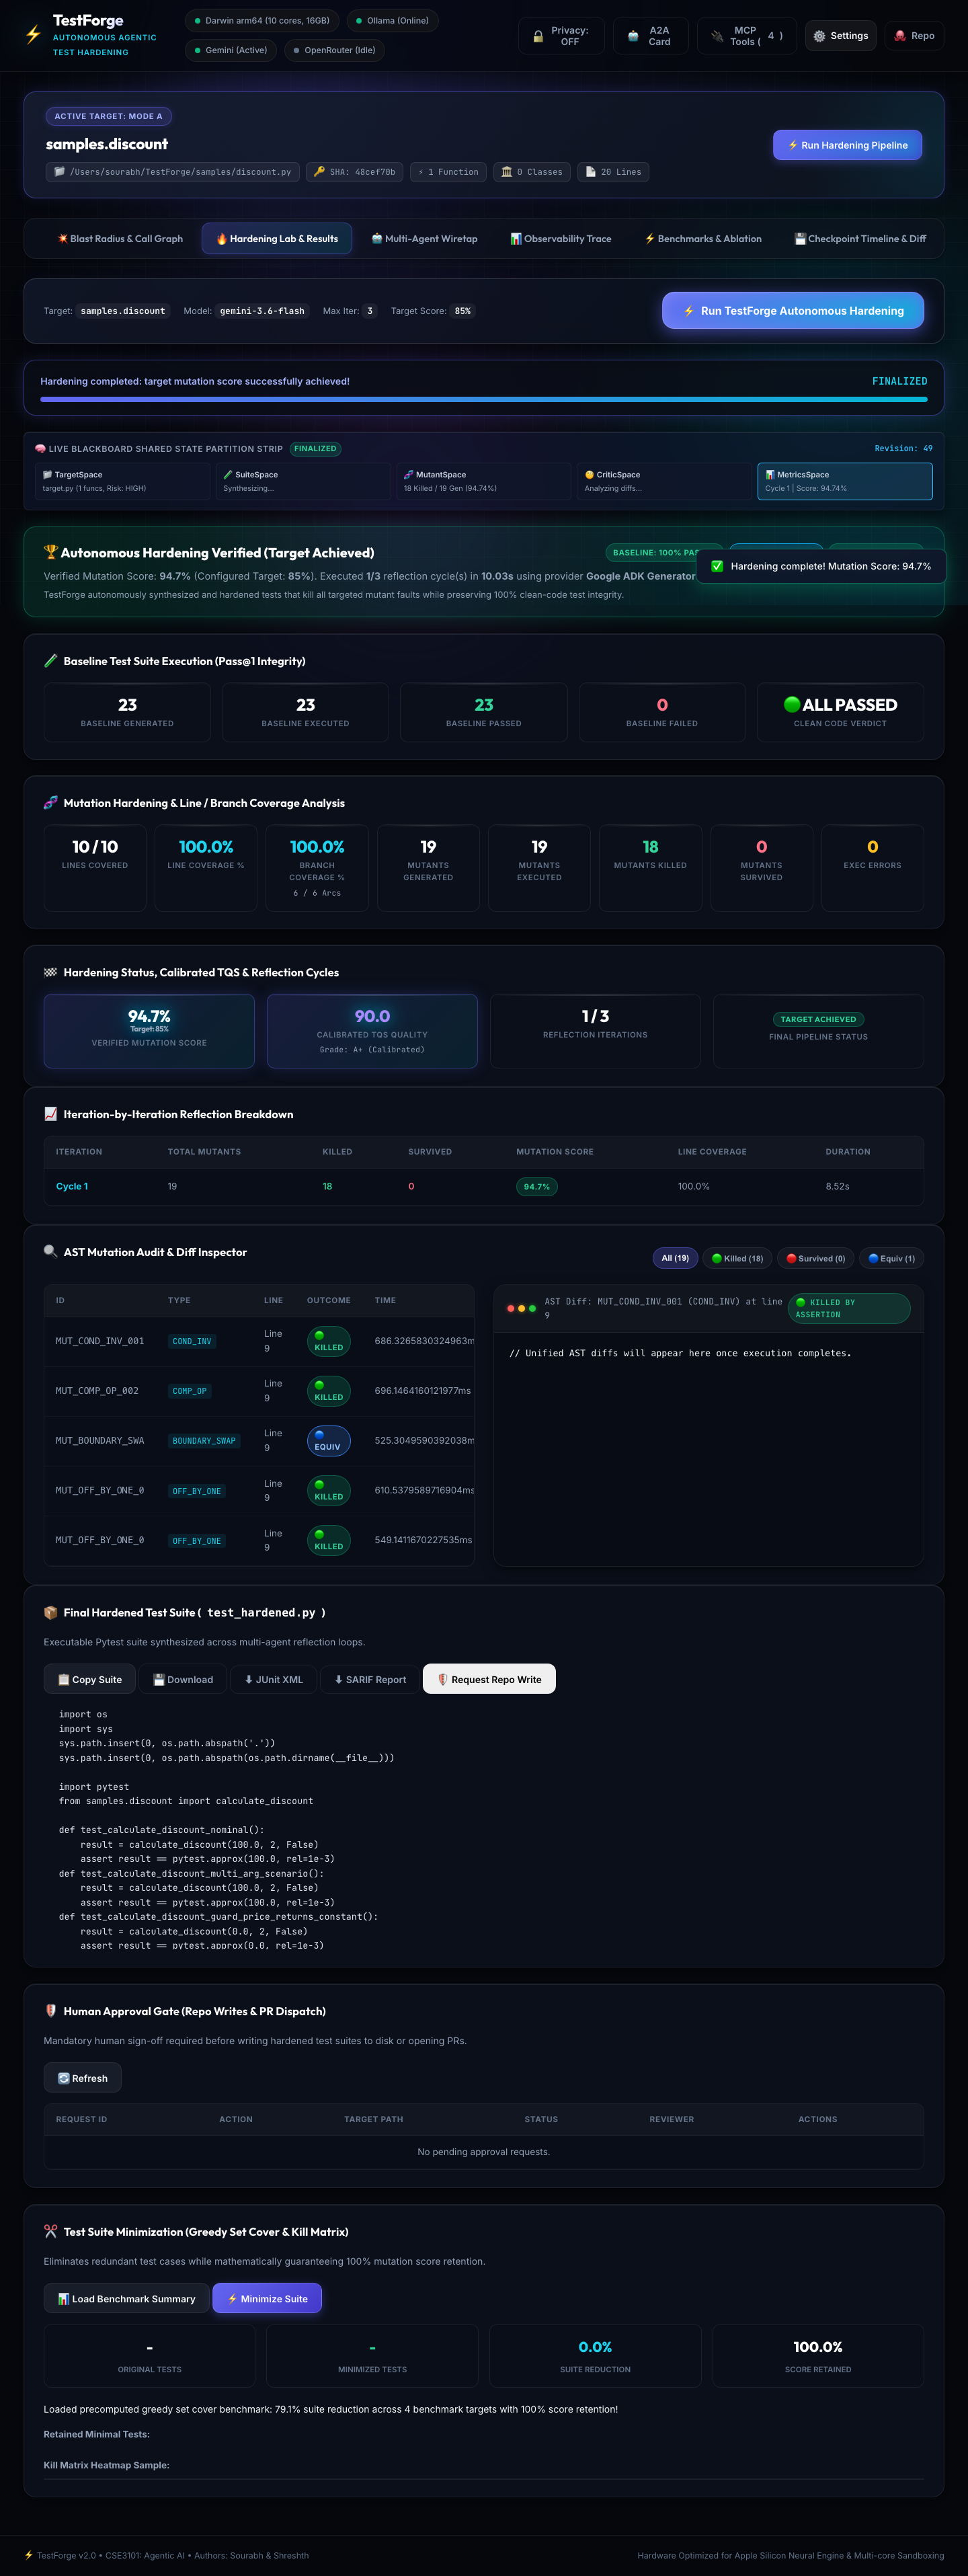 TestForge
AUTONOMOUS AGENTIC
TEST HARDENING
Darwin arm64 (10 cores, 16GB)
Ollama (Online)
Gemini (Active)
OpenRouter (Idle)
Privacy:
OFF
A2A
Card
MCP
Tools ( 4 )
Settings
Repo
ACTIVE TARGET: MODE A
samples.discount
/Users/sourabh/TestForge/samples/discount.py
SHA: 48cef70b
1 Function
0 Classes
20 Lines
Run Hardening Pipeline
Blast Radius & Call Graph
Hardening Lab & Results
Multi-Agent Wiretap
Observability Trace
Benchmarks & Ablation
Checkpoint Timeline & Diff
Target: samples.discount
Model: gemini-3.6-flash
Max Iter: 3
Target Score: 85%
Run TestForge Autonomous Hardening
Hardening completed: target mutation score successfully achieved!
FINALIZED
LIVE BLACKBOARD SHARED STATE PARTITION STRIP FINALIZED
Revision: 49
TargetSpace
target.py (1 funcs, Risk: HIGH)
SuiteSpace
Synthesizing...
MutantSpace
18 Killed / 19 Gen (94.74%)
CriticSpace
Analyzing diffs...
MetricsSpace
Cycle 1 | Score: 94.74%
Autonomous Hardening Verified (Target Achieved)
BASELINE: 100%
Hardening complete! Mutation Score: 94.7%
Verified Mutation Score: 94.7% (Configured Target: 85%). Executed 1/3 reflection cycle(s) in 10.03s using provider Google ADK Generator
TestForge autonomously synthesized and hardened tests that kill all targeted mutant faults while preserving 100% clean-code test integrity.
Baseline Test Suite Execution (Pass@1 Integrity)
23
BASELINE GENERATED
23
BASELINE EXECUTED
23
BASELINE PASSED
0
BASELINE FAILED
ALL PASSED
CLEAN CODE VERDICT
Mutation Hardening & Line / Branch Coverage Analysis
10 / 10
LINES COVERED
100.0%
LINE COVERAGE %
100.0%
BRANCH
COVERAGE %
6 / 6 Arcs
19
MUTANTS
GENERATED
19
MUTANTS
EXECUTED
18
MUTANTS KILLED
0
MUTANTS
SURVIVED
0
EXEC ERRORS
Hardening Status, Calibrated TQS & Reflection Cycles
94.7%
Target: 85%
VERIFIED MUTATION SCORE
90.0
CALIBRATED TQS QUALITY
Grade: A+ (Calibrated)
1 / 3
REFLECTION ITERATIONS
TARGET ACHIEVED
FINAL PIPELINE STATUS
Iteration-by-Iteration Reflection Breakdown
ITERATION TOTAL MUTANTS KILLED SURVIVED MUTATION SCORE LINE COVERAGE DURATION
Cycle 1 19 18 0 94.7% 100.0% 8.52s
AST Mutation Audit & Diff Inspector
All (19)
Killed (18)
Survived (0)
Equiv (1)
ID TYPE LINE OUTCOME TIME
MUT_COND_INV_001 COND_INV Line 9 KILLED 686.3265830324963m
MUT_COMP_OP_002 COMP_OP Line 9 KILLED 696.1464160121977ms
MUT_BOUNDARY_SWA BOUNDARY_SWAP Line 9 EQUIV 525.3049590392038m
MUT_OFF_BY_ONE_0 OFF_BY_ONE Line 9 KILLED 610.5379589716904ms
MUT_OFF_BY_ONE_0 OFF_BY_ONE Line 9 KILLED 549.1411670227535ms
AST Diff: MUT_COND_INV_001 (COND_INV) at line
9
KILLED BY
ASSERTION
// Unified AST diffs will appear here once execution completes.
Final Hardened Test Suite ( test_hardened.py )
Executable Pytest suite synthesized across multi-agent reflection loops.
Copy Suite
Download
JUnit XML
SARIF Report
Request Repo Write
import os
import sys
sys.path.insert(0, os.path.abspath('.'))
sys.path.insert(0, os.path.abspath(os.path.dirname(__file__)))
import pytest
from samples.discount import calculate_discount
def test_calculate_discount_nominal():
result = calculate_discount(100.0, 2, False)
assert result == pytest.approx(100.0, rel=1e-3)
def test_calculate_discount_multi_arg_scenario():
result = calculate_discount(100.0, 2, False)
assert result == pytest.approx(100.0, rel=1e-3)
def test_calculate_discount_guard_price_returns_constant():
result = calculate_discount(0.0, 2, False)
assert result == pytest.approx(0.0, rel=1e-3)
Human Approval Gate (Repo Writes & PR Dispatch)
Mandatory human sign-off required before writing hardened test suites to disk or opening PRs.
Refresh
REQUEST ID ACTION TARGET PATH STATUS REVIEWER ACTIONS
No pending approval requests.
Test Suite Minimization (Greedy Set Cover & Kill Matrix)
Eliminates redundant test cases while mathematically guaranteeing 100% mutation score retention.
Load Benchmark Summary
Minimize Suite
-
ORIGINAL TESTS
-
MINIMIZED TESTS
0.0%
SUITE REDUCTION
100.0%
SCORE RETAINED
Loaded precomputed greedy set cover benchmark: 79.1% suite reduction across 4 benchmark targets with 100% score retention!
Retained Minimal Tests:
Kill Matrix Heatmap Sample:
TestForge v2.0 • CSE3101: Agentic AI • Authors: Sourabh & Shreshth
Hardware Optimized for Apple Silicon Neural Engine & Multi-core Sandboxing